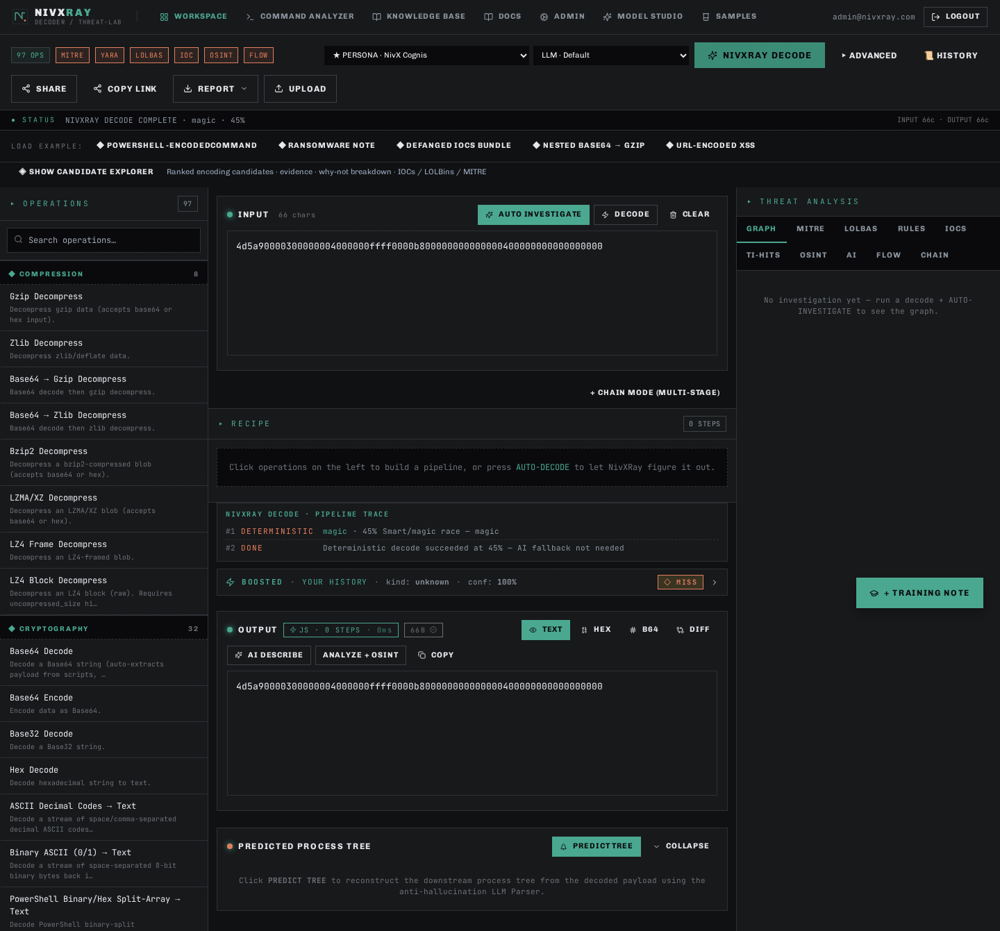 NIVXRAY
DECODER / THREAT-LAB
WORKSPACE
COMMAND ANALYZER
KNOWLEDGE BASE
DOCS
ADMIN
MODEL STUDIO
SAMPLES
admin@nivxray.com
LOGOUT
97 OPS
MITRE
YARA
LOLBAS
IOC
OSINT
FLOW
★ PERSONA · NivX Cognis
LLM · Default
NIVXRAY DECODE
▸ ADVANCED
📜 HISTORY
SHARE
COPY LINK
REPORT
UPLOAD
● STATUS NIVXRAY DECODE COMPLETE · magic · 45%
INPUT 66c · OUTPUT 66c
LOAD EXAMPLE:
◆ POWERSHELL -ENCODEDCOMMAND
◆ RANSOMWARE NOTE
◆ DEFANGED IOCS BUNDLE
◆ NESTED BASE64 → GZIP
◆ URL-ENCODED XSS
◈ SHOW CANDIDATE EXPLORER
Ranked encoding candidates · evidence · why-not breakdown · IOCs / LOLBins / MITRE
▸ OPERATIONS
97
Search operations…
◆ COMPRESSION
8
Gzip Decompress
Decompress gzip data (accepts base64 or
hex input).
Zlib Decompress
Decompress zlib/deflate data.
Base64 → Gzip Decompress
Base64 decode then gzip decompress.
Base64 → Zlib Decompress
Base64 decode then zlib decompress.
Bzip2 Decompress
Decompress a bzip2-compressed blob
(accepts base64 or hex).
LZMA/XZ Decompress
Decompress an LZMA/XZ blob (accepts
base64 or hex).
LZ4 Frame Decompress
Decompress an LZ4-framed blob.
LZ4 Block Decompress
Decompress an LZ4 block (raw). Requires
uncompressed_size hi…
◆ CRYPTOGRAPHY
32
Base64 Decode
Decode a Base64 string (auto-extracts
payload from scripts, …
Base64 Encode
Encode data as Base64.
Base32 Decode
Decode a Base32 string.
Hex Decode
Decode hexadecimal string to text.
ASCII Decimal Codes → Text
Decode a stream of space/comma-separated
decimal ASCII codes…
Binary ASCII (0/1) → Text
Decode a stream of space-separated 8-bit
binary bytes back i…
PowerShell Binary/Hex Split-Array →
Text
Decode PowerShell binary-split
INPUT 66 chars
AUTO INVESTIGATE
DECODE
CLEAR
4d5a90000300000004000000ffff0000b800000000000000400000000000000000
+ CHAIN MODE (MULTI-STAGE)
▸ RECIPE
0 STEPS
Click operations on the left to build a pipeline, or press AUTO-DECODE to let NivXRay figure it out.
NIVXRAY DECODE · PIPELINE TRACE
#1 DETERMINISTIC magic · 45% Smart/magic race — magic
#2 DONE Deterministic decode succeeded at 45% — AI fallback not needed
BOOSTED · YOUR HISTORY · kind: unknown · conf: 100%
MISS
OUTPUT
JS · 0 STEPS · 0ms
66B
TEXT
HEX
B64
DIFF
AI DESCRIBE
ANALYZE + OSINT
COPY
4d5a90000300000004000000ffff0000b800000000000000400000000000000000
PREDICTED PROCESS TREE
PREDICT TREE
COLLAPSE
Click PREDICT TREE to reconstruct the downstream process tree from the decoded payload using the
anti-hallucination LLM Parser.
▸ THREAT ANALYSIS
GRAPH
MITRE
LOLBAS
RULES
IOCS
TI-HITS
OSINT
AI
FLOW
CHAIN
No investigation yet — run a decode + AUTO-
INVESTIGATE to see the graph.
+ TRAINING NOTE